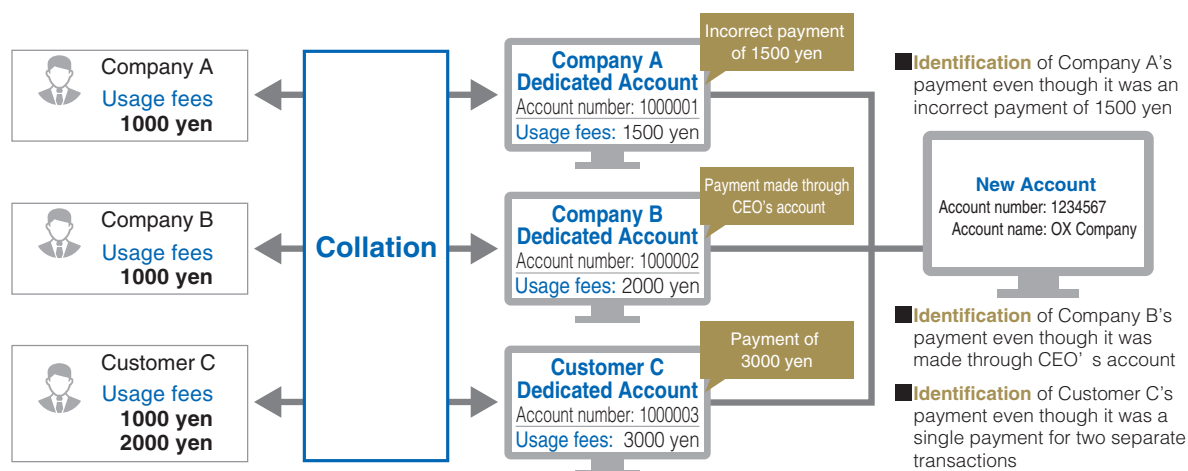 Company A
Usage fees
1000 yen
Company B
Usage fees
1000 yen
Customer C
Usage fees
1000 yen
2000 yen
Collation
Company A
Dedicated Account
Account number: 1000001
Usage fees: 1500 yen
Incorrect payment
of 1500 yen
Company B
Dedicated Account
Account number: 1000002
Usage fees: 2000 yen
Payment made through
CEO's account
Customer C
Dedicated Account
Account number: 1000003
Usage fees: 3000 yen
Payment of
3000 yen
■Identification of Company A's
payment even though it was an
incorrect payment of 1500 yen
New Account
Account number: 1234567
Account name: OX Company
■Identification of Company B's
payment even though it was
made through CEO' s account
■Identification of Customer C's
payment even though it was a
single payment for two separate
transactions